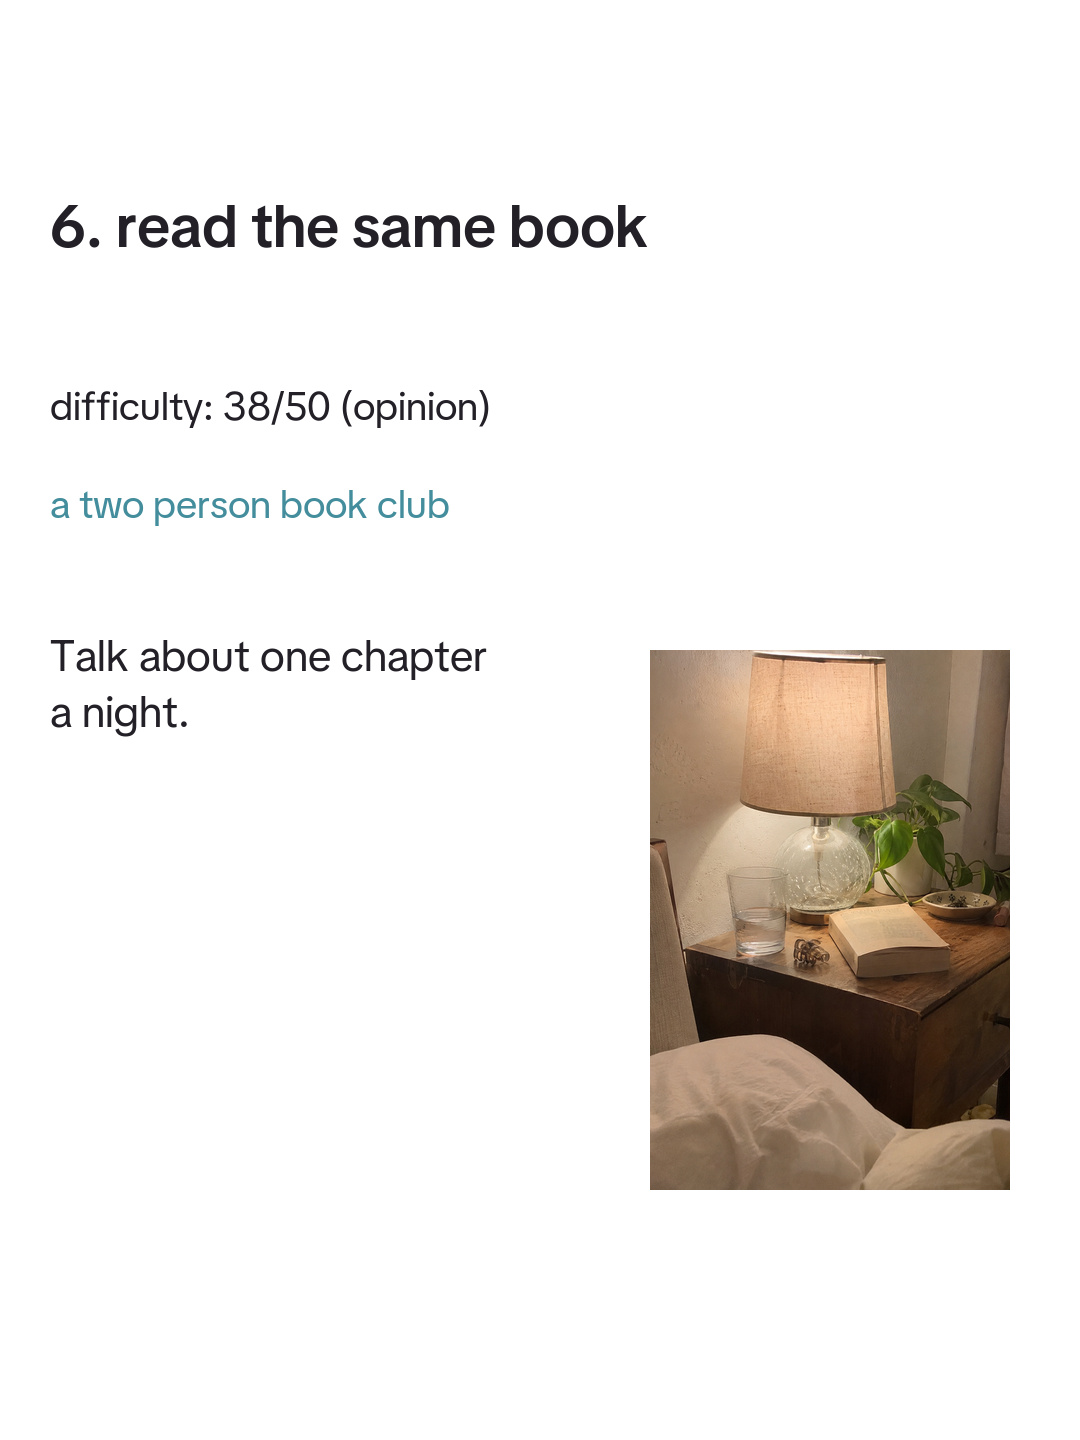 6. read the same book
difficulty: 38/50 (opinion)
a two person book club
Talk about one chapter
a night.